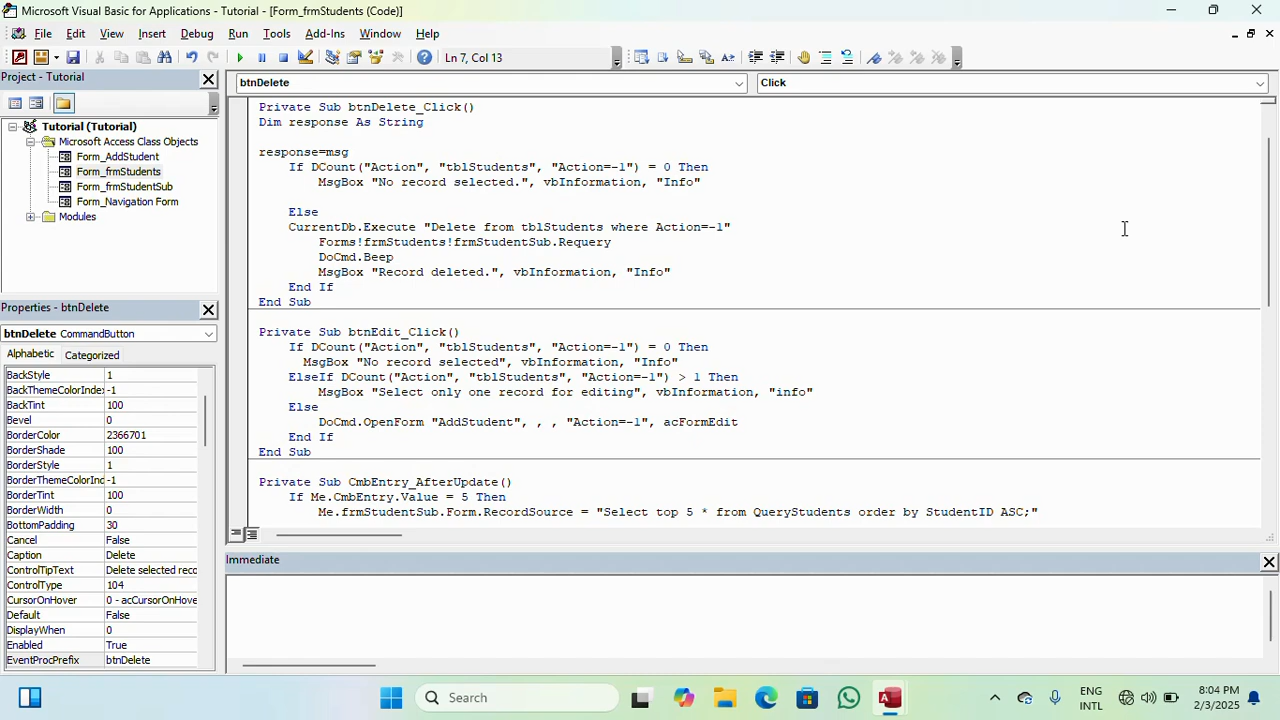 Microsoft Visual Basic for Applications - Tutorial - [Form_frmStudents (Code)]
File Edit View Insert Format Debug Run Tools Add-Ins Window Help
Ln 7, Col 13
Project - Tutorial
Tutorial (Tutorial)
Microsoft Access Class Objects
Form_AddStudent
Form_frmStudents
Form_frmStudentSub
Form_Navigation Form
Modules
Properties - btnDelete
btnDelete CommandButton
Alphabetic Categorized
BackStyle 1
BackThemeColorIndex -1
BackTint 100
Bevel 0
BorderColor 2366701
BorderShade 100
BorderStyle 1
BorderThemeColorInd -1
BorderTint 100
BorderWidth 0
BottomPadding 30
Cancel False
Caption Delete
ControlTipText Delete selected reco
ControlType 104
CursorOnHover 0 - acCursorOnHove
Default False
DisplayWhen 0
Enabled True
EventProcPrefix btnDelete
btnDelete Click
Private Sub btnDelete_Click()
Dim response As String
response=msg
If DCount("Action", "tblStudents", "Action=-1") = 0 Then
MsgBox "No record selected.", vbInformation, "Info"
Else
CurrentDb.Execute "Delete from tblStudents where Action=-1"
Forms!frmStudents!frmStudentSub.Requery
DoCmd.Beep
MsgBox "Record deleted.", vbInformation, "Info"
End If
End Sub
Private Sub btnEdit_Click()
If DCount("Action", "tblStudents", "Action=-1") = 0 Then
MsgBox "No record selected", vbInformation, "Info"
ElseIf DCount("Action", "tblStudents", "Action=-1") > 1 Then
MsgBox "Select only one record for editing", vbInformation, "info"
Else
DoCmd.OpenForm "AddStudent", , , "Action=-1", acFormEdit
End If
End Sub
Private Sub CmbEntry_AfterUpdate()
If Me.CmbEntry.Value = 5 Then
Me.frmStudentSub.Form.RecordSource = "Select top 5 * from QueryStudents order by StudentID ASC;"
Immediate
Search
ENG
INTL
8:04 PM
2/3/2025